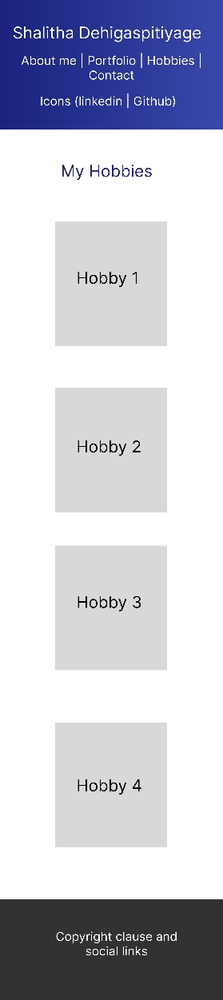 Shalitha Dehigaspitiyage
About me | Portfolio | Hobbies |
Contact
Icons (linkedin | Github)
My Hobbies
Hobby 1
Hobby 2
Hobby 3
Hobby 4
Copyright clause and
social links